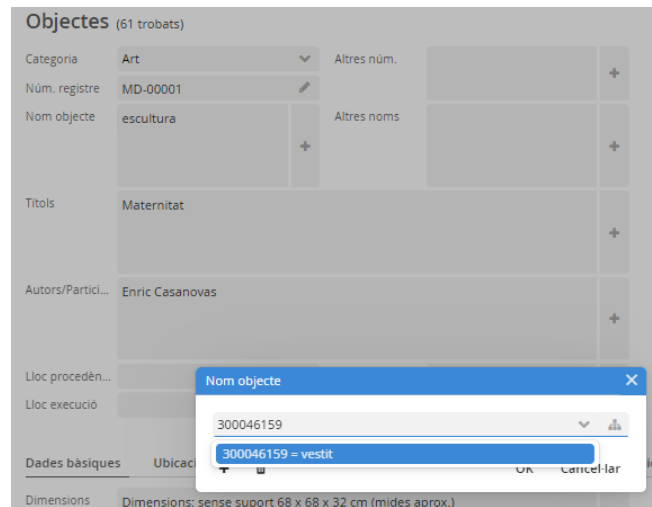 Objectes (61 trobats)
Categoria Art Altres núm.
Núm. registre MD-00001
Nom objecte escultura Altres noms
Títols Maternitat
Autors/Partici... Enric Casanovas
Lloc procedèn...
Nom objecte
Lloc execució
300046159
300046159 = vestit
Dades bàsiques Ubicaci
OK Cancel·lar
Dimensions Dimensions: sense suport 68 x 68 x 32 cm (mides aprox.)